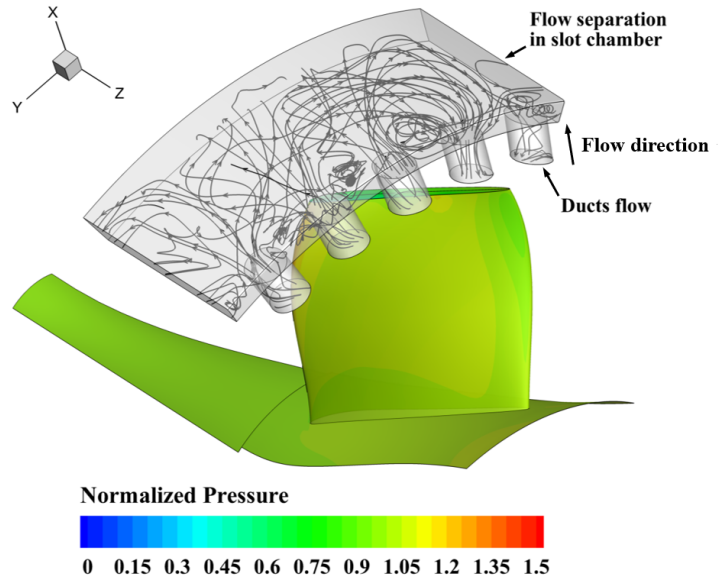 X
Y
Z
Flow separation
in slot chamber
Flow direction
Ducts flow
Normalized Pressure
0 0.15 0.3 0.45 0.6 0.75 0.9 1.05 1.2 1.35 1.5